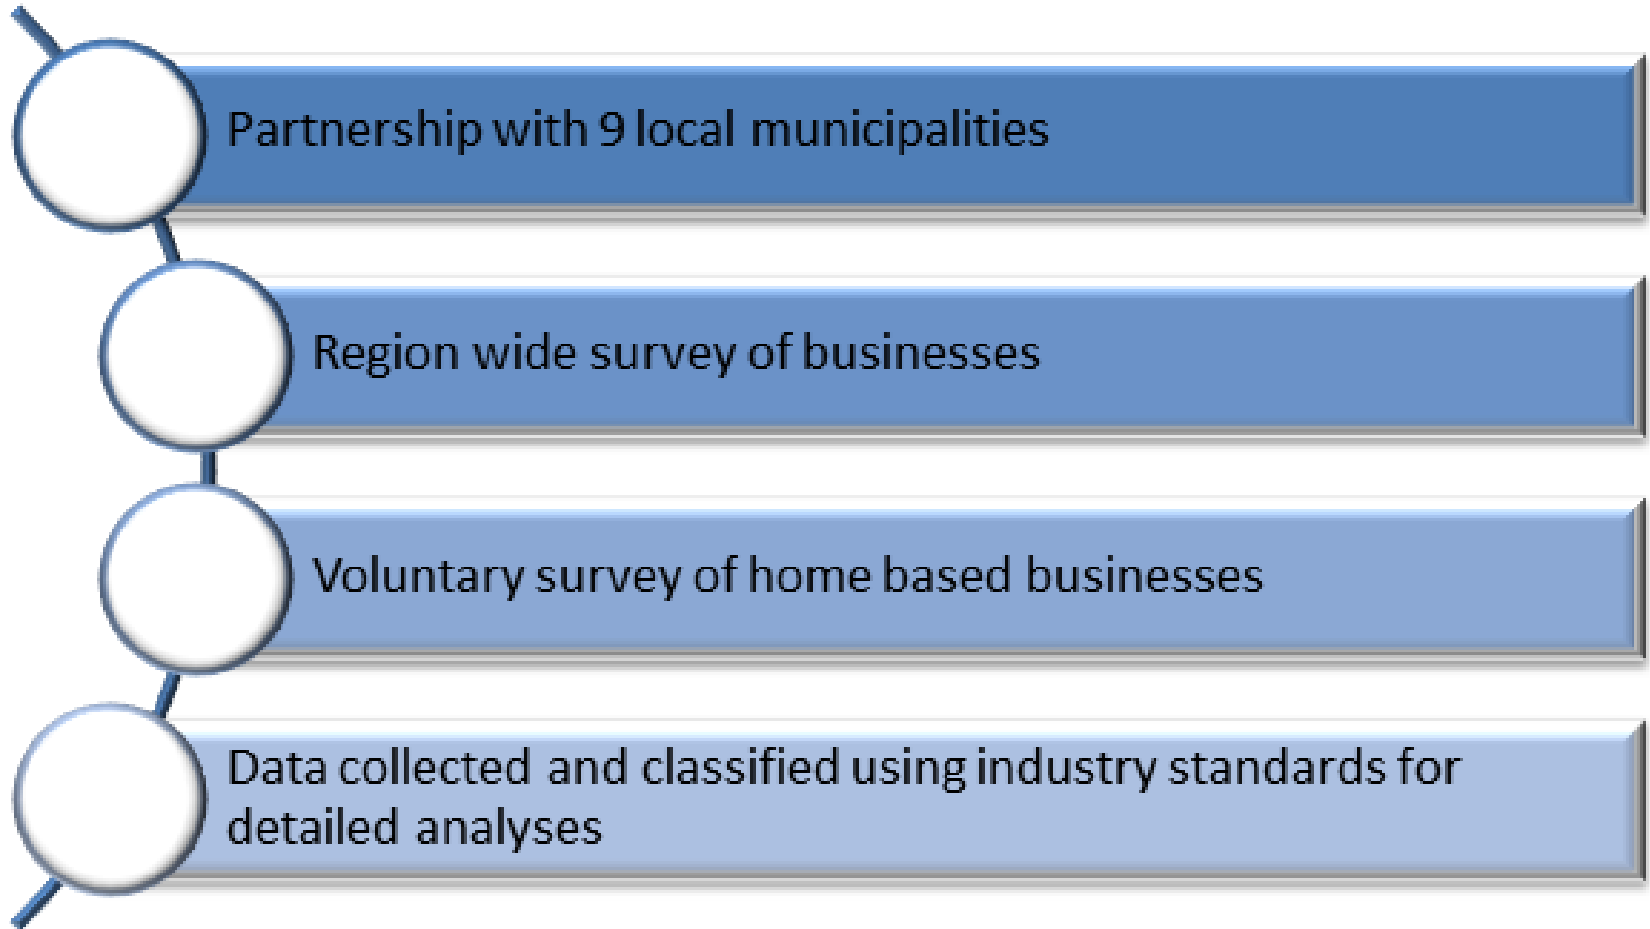 Partnership with 9 local municipalities
Region wide survey of businesses
Voluntary survey of home based businesses
Data collected and classified using industry standards for
detailed analyses